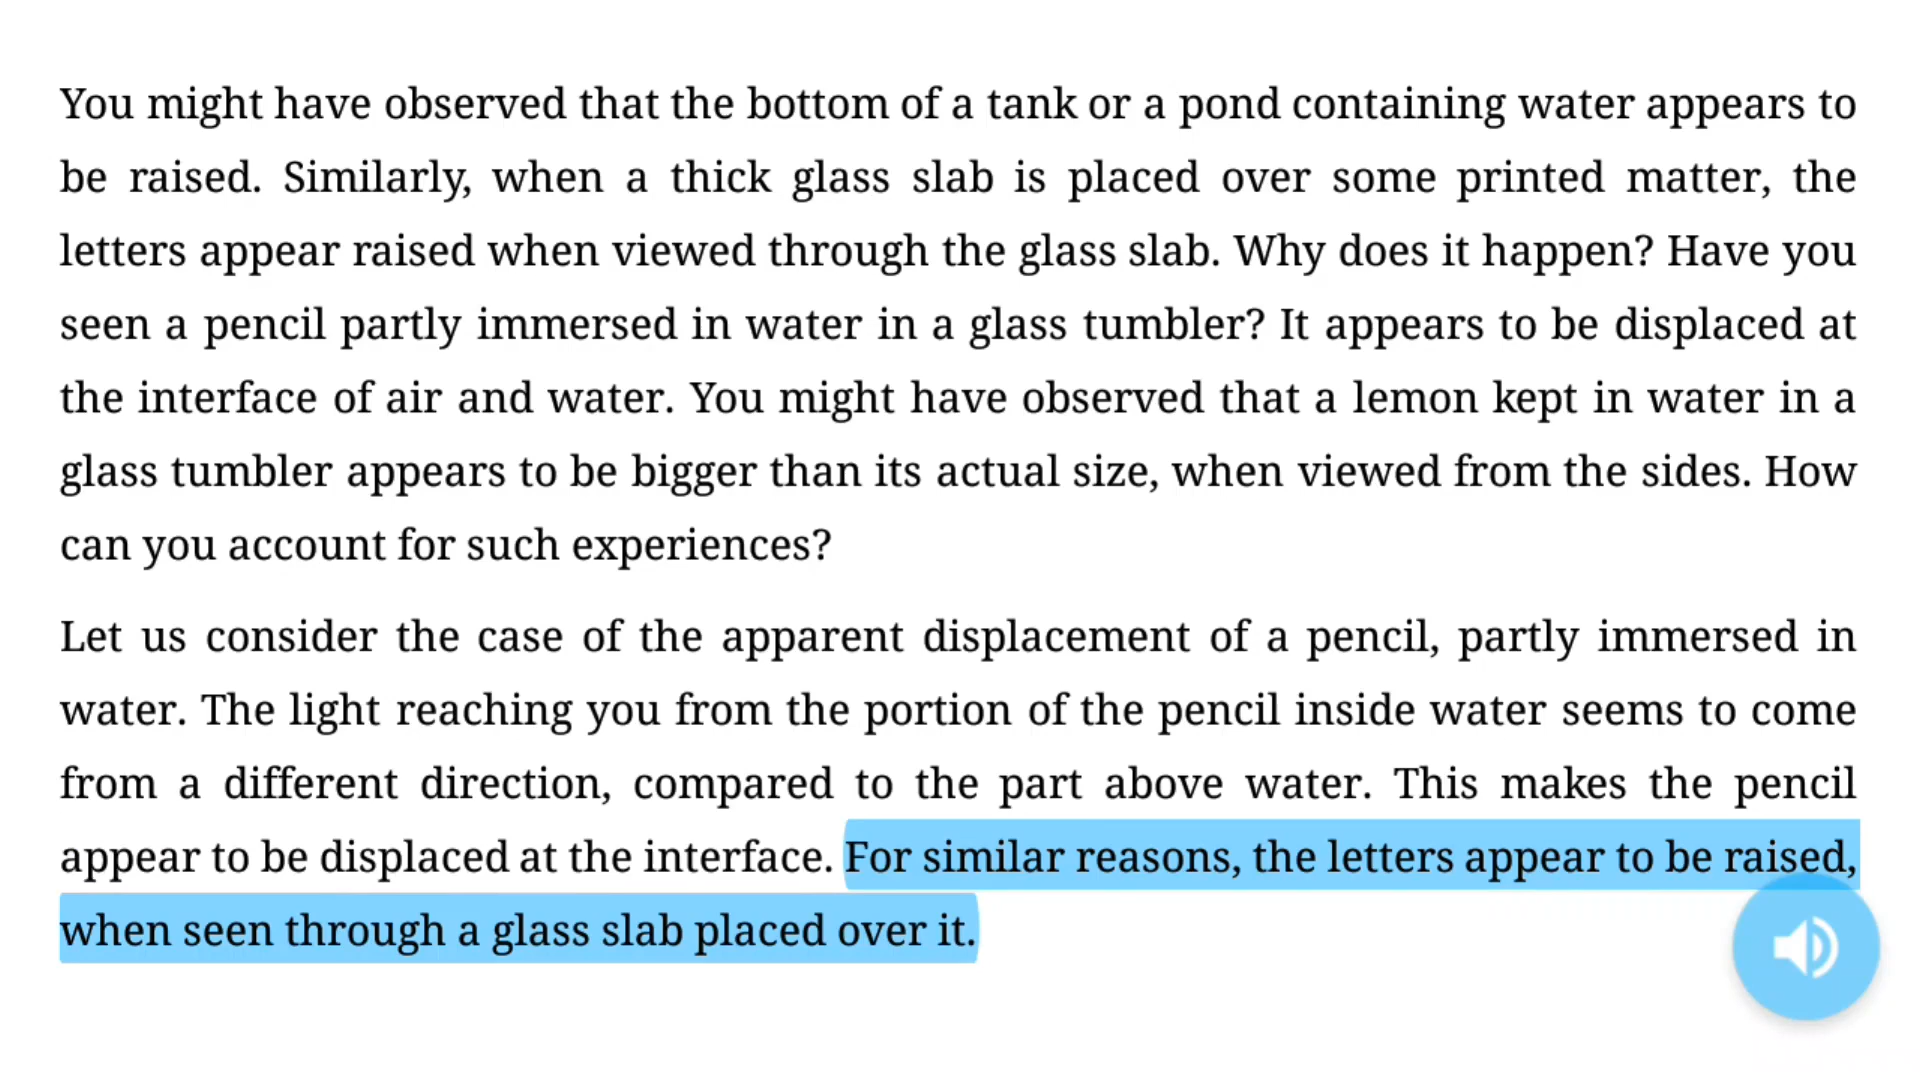 You might have observed that the bottom of a tank or a pond containing water appears to
be raised. Similarly, when a thick glass slab is placed over some printed matter, the
letters appear raised when viewed through the glass slab. Why does it happen? Have you
seen a pencil partly immersed in water in a glass tumbler? It appears to be displaced at
the interface of air and water. You might have observed that a lemon kept in water in a
glass tumbler appears to be bigger than its actual size, when viewed from the sides. How
can you account for such experiences?
Let us consider the case of the apparent displacement of a pencil, partly immersed in
water. The light reaching you from the portion of the pencil inside water seems to come
from a different direction, compared to the part above water. This makes the pencil
appear to be displaced at the interface. For similar reasons, the letters appear to be raised,
when seen through a glass slab placed over it.